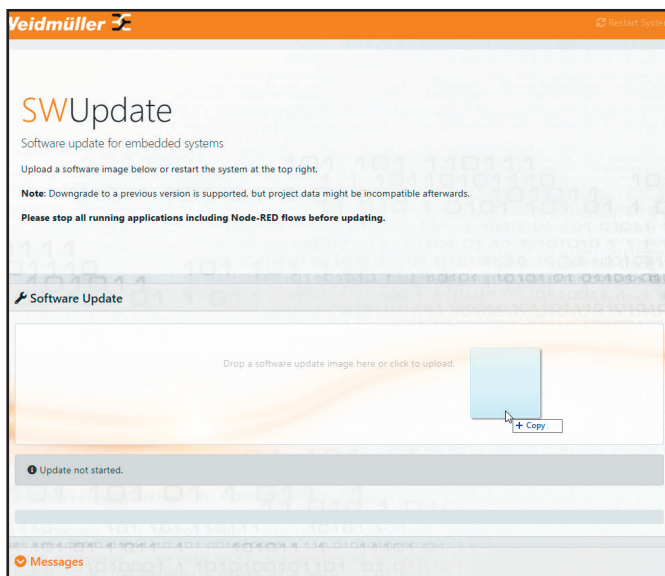 Weidmüller
Restart System
SWUpdate
Software update for embedded systems
Upload a software image below or restart the system at the top right.
Note: Downgrade to a previous version is supported, but project data might be incompatible afterwards.
Please stop all running applications including Node-RED flows before updating.
Software Update
Drop a software update image here or click to upload.
+ Copy
Update not started.
Messages